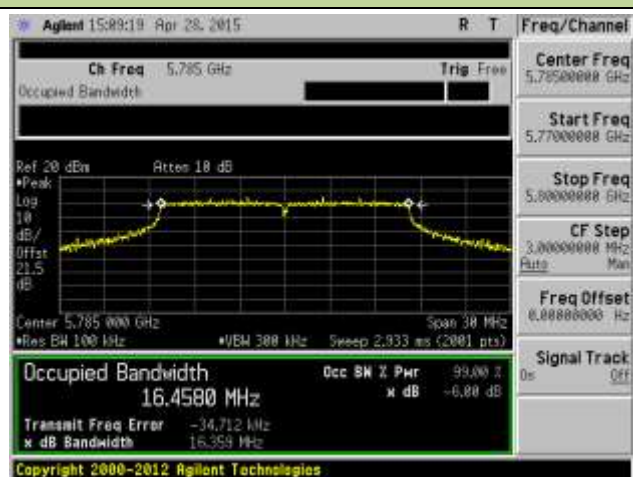 Agilent 15:09:19 Apr 28, 2015 R T
Freq/Channel
Ch Freq 5.785 GHz Trig Free
Occupied Bandwidth
Center Freq
5.78500000 GHz
Start Freq
5.77000000 GHz
Stop Freq
5.80000000 GHz
CF Step
3.00000000 MHz
Auto Man
Freq Offset
0.00000000 Hz
Signal Track
On Off
Ref 20 dBm Atten 10 dB
•Peak
Log
10
dB/
Offst
21.5
dB
Center 5.785 000 GHz Span 30 MHz
•Res BW 100 kHz •VBW 300 kHz Sweep 2.933 ms (2001 pts)
Occupied Bandwidth
16.4580 MHz
Occ BW % Pwr 99.00 %
x dB -6.00 dB
Transmit Freq Error -34.712 kHz
x dB Bandwidth 16.359 MHz
Copyright 2000-2012 Agilent Technologies